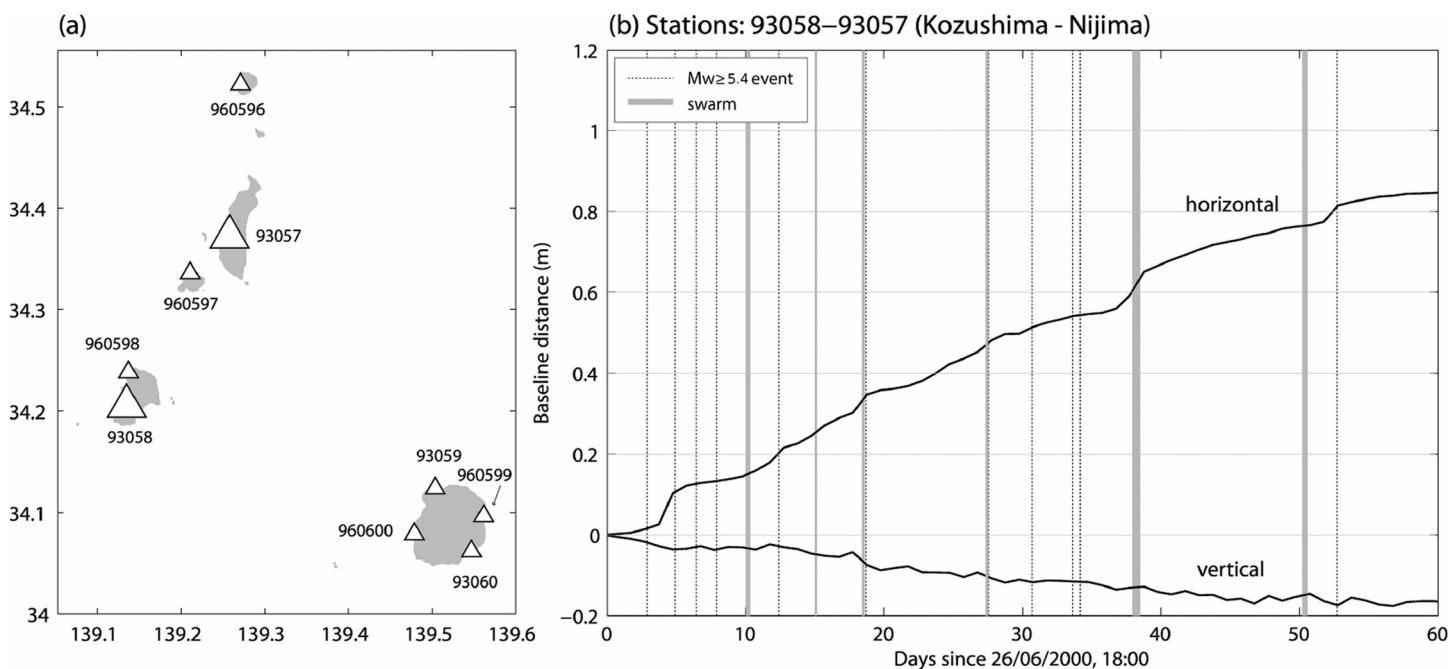 (a)
34.5
34.4
34.3
34.2
34.1
34
139.1 139.2 139.3 139.4 139.5 139.6
960596
93057
960597
960598
93058
93059
960599
960600
93060
(b) Stations: 93058–93057 (Kozushima - Nijima)
Mw≥ 5.4 event
swarm
1.2
1
0.8
0.6
0.4
0.2
0
−0.2
Baseline distance (m)
horizontal
vertical
0 10 20 30 40 50 60
Days since 26/06/2000, 18:00